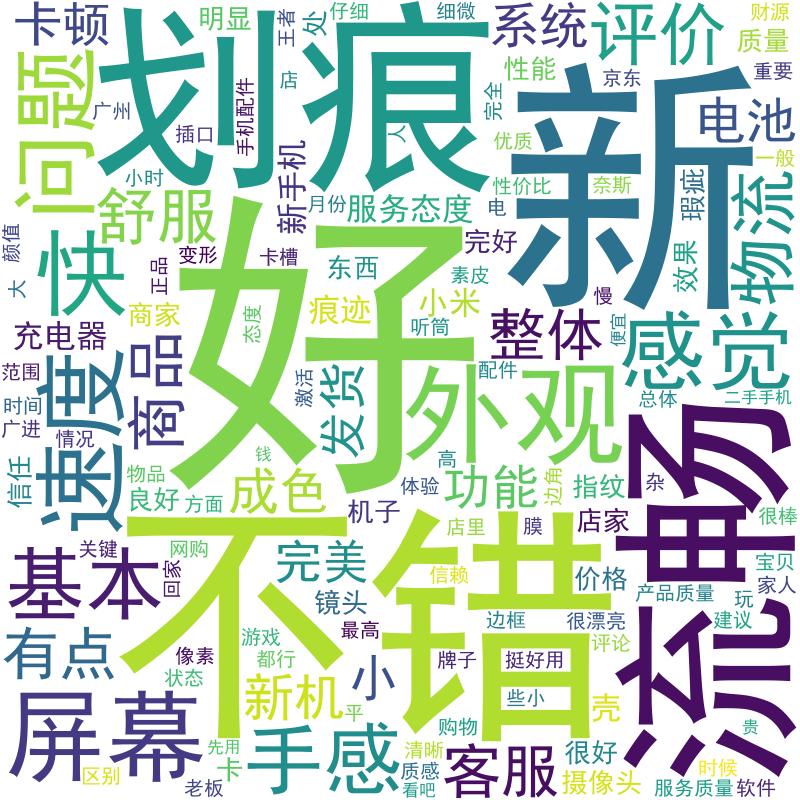 卡顿
明显
处
王者
仔细
细微
系统
评价
财源
质量
重要
划痕
店
人
完全
性能
京东
新
电池
一般
问题
广州
插口
手机配件
优质
小时
新手机
月份
服务态度
性价比
电
奈斯
瑕疵
物流
舒服
颜值
大
快
变形
正品
卡槽
东西
素皮
完好
效果
好
态度
商家
痕迹
小米
听筒
慢
便宜
整体
感觉
充电器
范围
时间
广进
情况
速度
商品
激活
发货
外观
配件
总体
二手手机
流畅
信任
物品
良好
方面
钱
成色
高
体验
机子
功能
边角
指纹
杂
店家
很棒
店里
膜
不错
基本
关键
网购
回家
完美
镜头
信赖
价格
产品质量
宝贝
家人
玩
建议
有点
像素
状态
游戏
都行
最高
小
边框
很漂亮
评论
牌子
挺好用
些小
屏幕
新机
平
壳
购物
手感
卡
先用
区别
老板
清晰
质感
看吧
客服
很好
摄像头
时候
服务质量
软件
贵